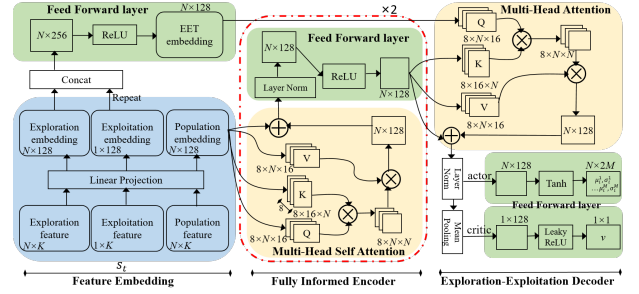 Feed Forward layer
N×256
ReLU
N×128
EET
embedding
Concat
Repeat
Exploration
embedding
N×128
Exploitation
embedding
1×128
Population
embedding
N×128
Linear Projection
Exploration
feature
N×K
Exploitation
feature
1×K
Population
feature
N×K
S_t
Feature Embedding
×2
N×128
Feed Forward layer
Layer Norm
ReLU
N×128
N×128
V
8×N×16
K
8
8×16×N
Q
8×N×16
8×N×N
Multi-Head Self Attention
Fully Informed Encoder
Multi-Head Attention
Q
8×N×16
K
8×16×N
V
8×N×16
8×N×N
N×128
Layer
Norm
actor
N×128
Tanh
N×2M
Feed Forward layer
Mean
Pooling
critic
1×128
Leaky
ReLU
1×1
v
Exploration-Exploitation Decoder